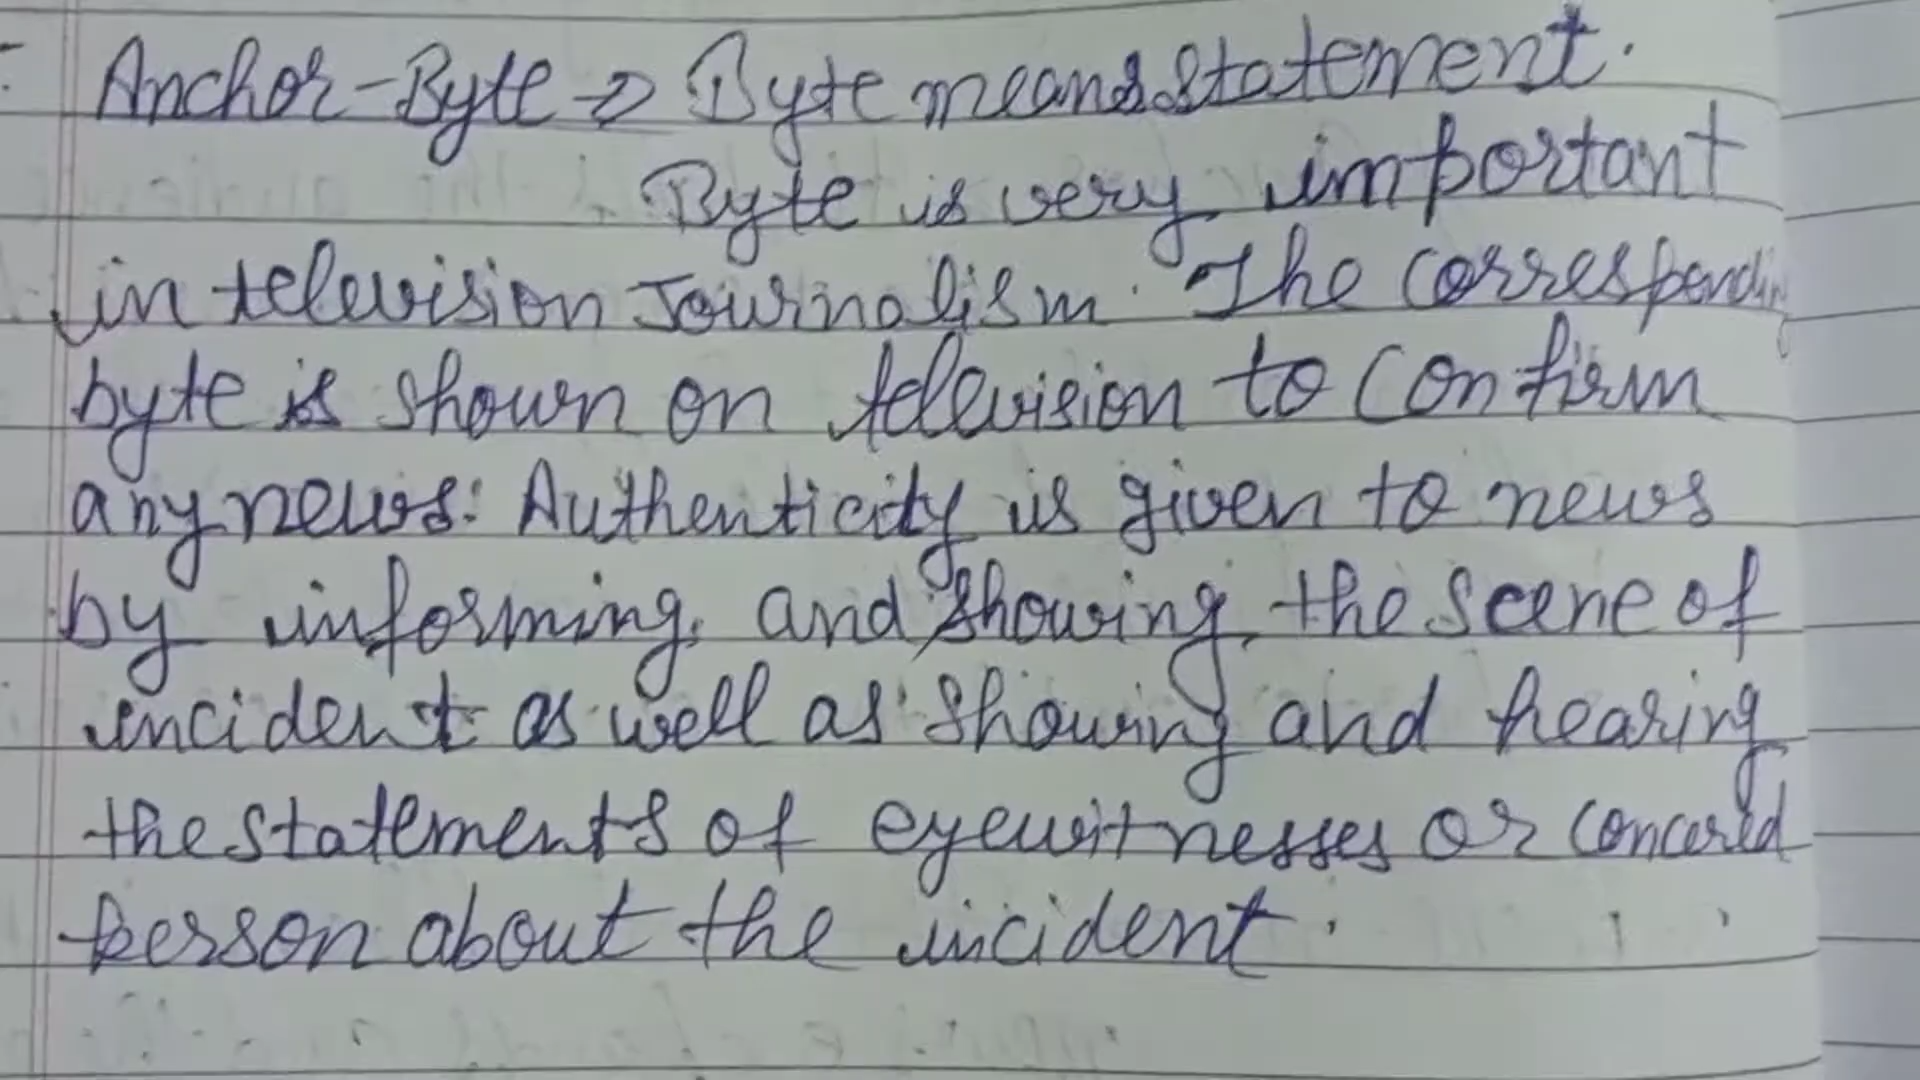 Anchor-Byte → Byte means statement.
Byte is very important
in television Journalism. The Corresponding
byte is shown on television to Confirm
any news. Authenticity is given to news
by informing and showing the scene of
incident as well as showing and hearing
the statements of eyewitnesses or Concered
person about the incident.